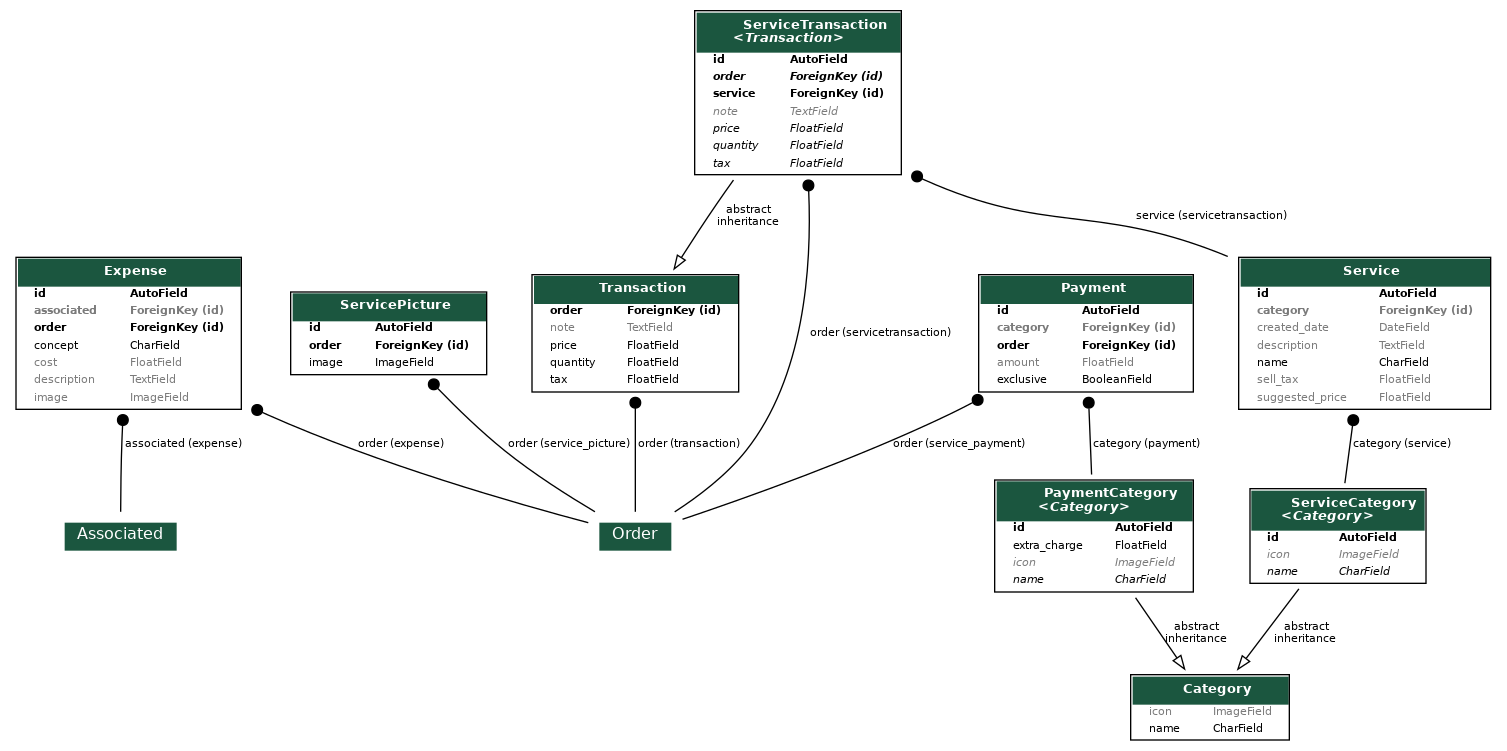 ServiceTransaction
<Transaction>
id AutoField
order ForeignKey (id)
service ForeignKey (id)
note TextField
price FloatField
quantity FloatField
tax FloatField
abstract
inheritance
service (servicetransaction)
Expense
id AutoField
associated ForeignKey (id)
order ForeignKey (id)
concept CharField
cost FloatField
description TextField
image ImageField
ServicePicture
id AutoField
order ForeignKey (id)
image ImageField
Transaction
order ForeignKey (id)
note TextField
price FloatField
quantity FloatField
tax FloatField
order (servicetransaction)
Payment
id AutoField
category ForeignKey (id)
order ForeignKey (id)
amount FloatField
exclusive BooleanField
Service
id AutoField
category ForeignKey (id)
created_date DateField
description TextField
name CharField
sell_tax FloatField
suggested_price FloatField
associated (expense)
order (expense)
order (service_picture)
order (transaction)
order (service_payment)
category (payment)
category (service)
Associated
Order
PaymentCategory
<Category>
id AutoField
extra_charge FloatField
icon ImageField
name CharField
ServiceCategory
<Category>
id AutoField
icon ImageField
name CharField
abstract
inheritance
abstract
inheritance
Category
icon ImageField
name CharField